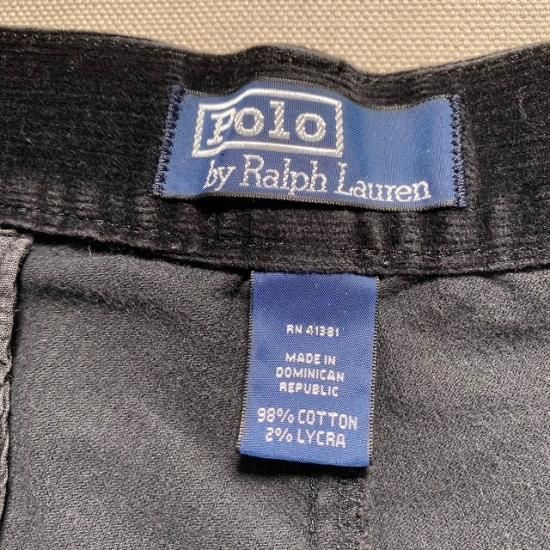 Polo
by Ralph Lauren
RN 41381
MADE IN
DOMINICAN
REPUBLIC
98% COTTON
2% LYCRA